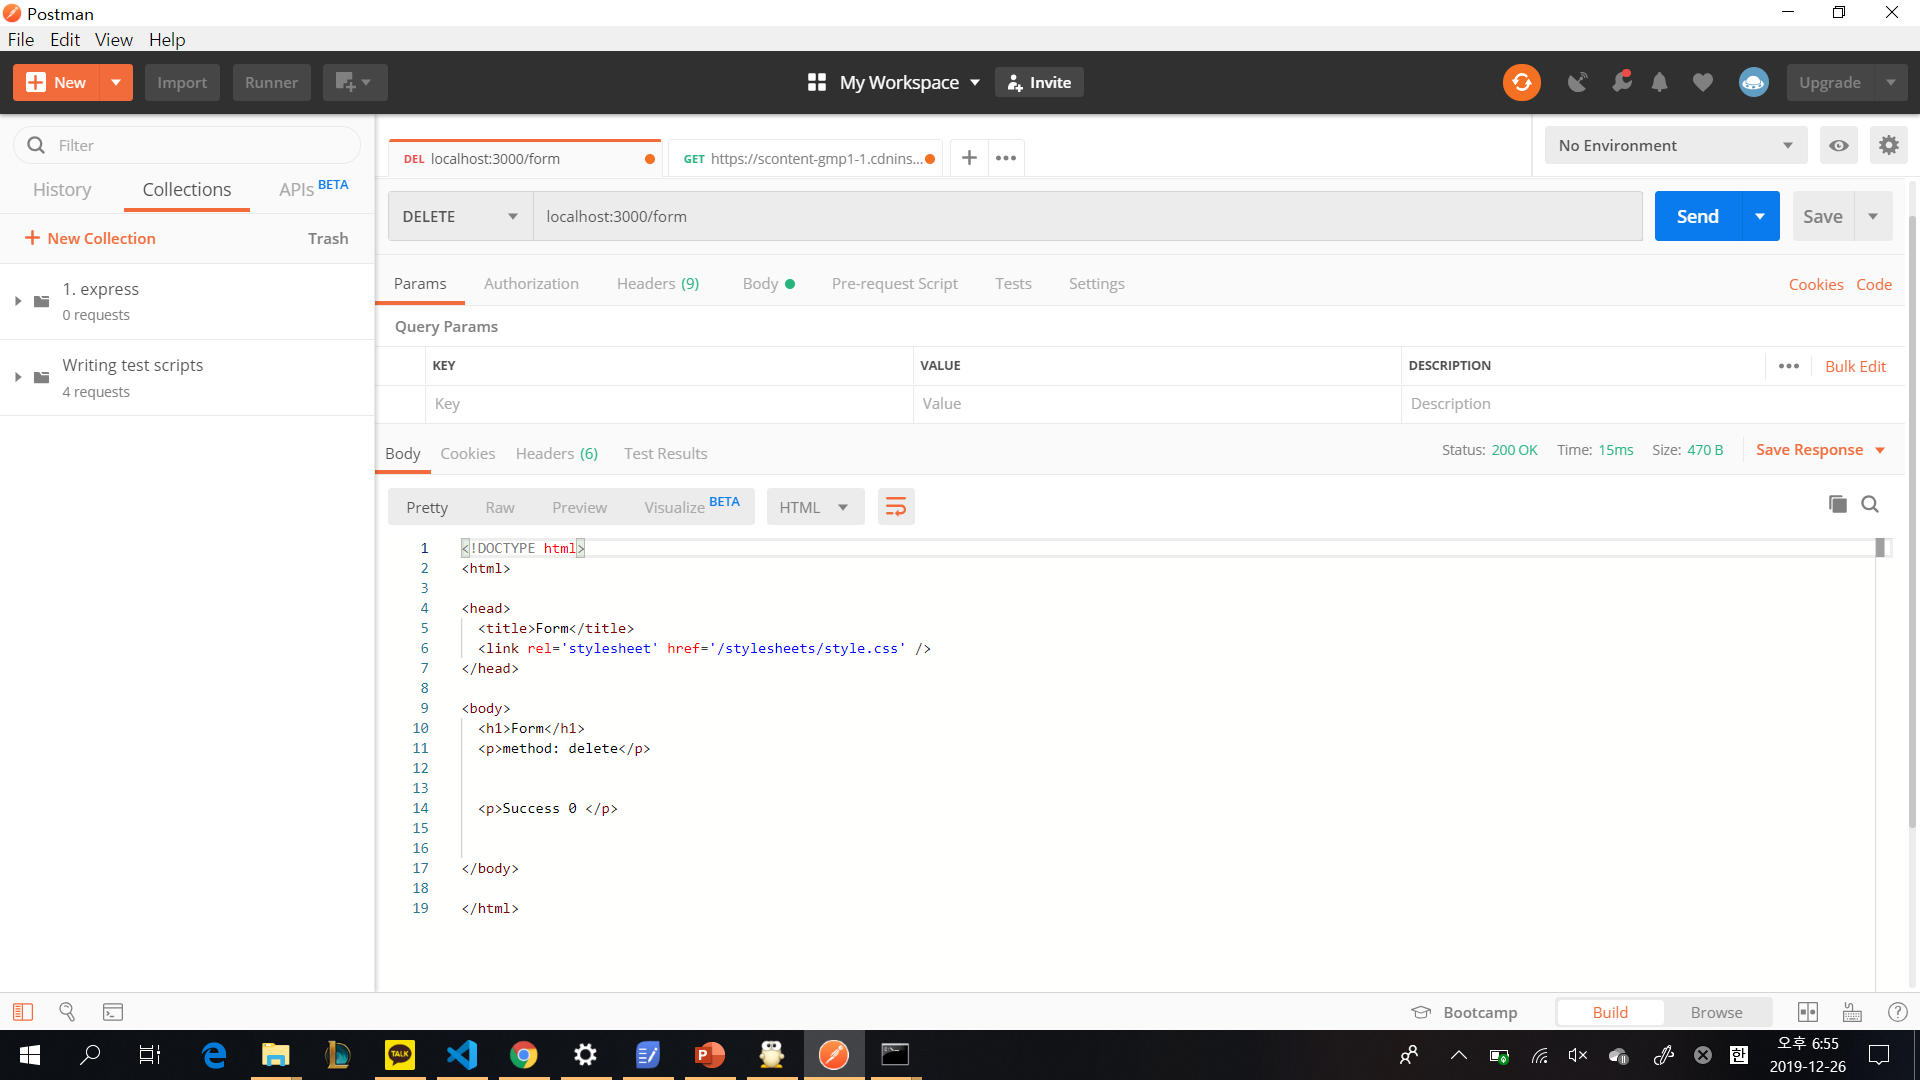 Postman
File Edit View Help
New Import Runner My Workspace Invite Upgrade
Filter
History Collections APIs BETA
New Collection Trash
1. express
0 requests
Writing test scripts
4 requests
DEL localhost:3000/form GET https://scontent-gmp1-1.cdnins... No Environment
DELETE localhost:3000/form Send Save
Params Authorization Headers (9) Body Pre-request Script Tests Settings Cookies Code
Query Params
KEY VALUE DESCRIPTION Bulk Edit
Key Value Description
Body Cookies Headers (6) Test Results Status: 200 OK Time: 15ms Size: 470 B Save Response
Pretty Raw Preview Visualize BETA HTML
1 <!DOCTYPE html>
2 <html>
3
4 <head>
5 <title>Form</title>
6 <link rel='stylesheet' href='/stylesheets/style.css' />
7 </head>
8
9 <body>
10 <h1>Form</h1>
11 <p>method: delete</p>
12
13
14 <p>Success 0 </p>
15
16
17 </body>
18
19 </html>
Bootcamp Build Browse
TALK
한
오후 6:55
2019-12-26